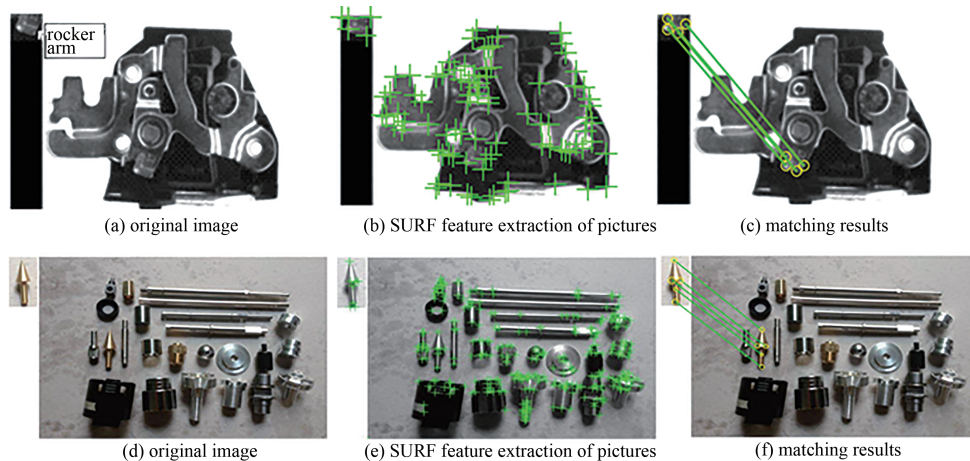 rocker
arm
(a) original image
(b) SURF feature extraction of pictures
(c) matching results
(d) original image
(e) SURF feature extraction of pictures
(f) matching results